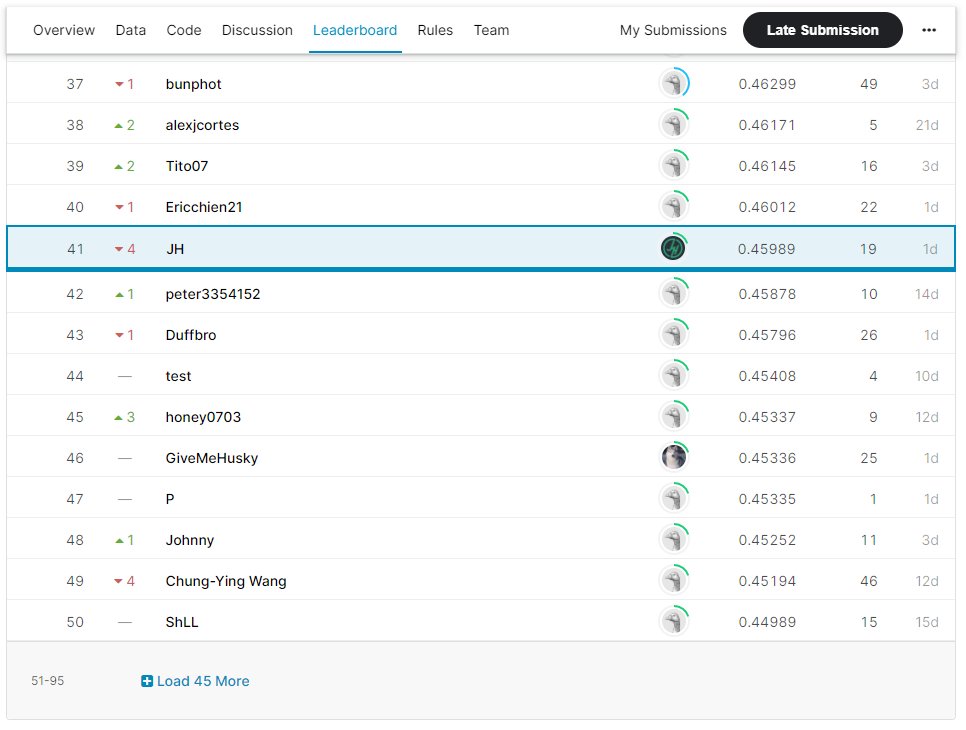 Overview Data Code Discussion Leaderboard Rules Team My Submissions Late Submission •••
37 1 bunphot 0.46299 49 3d
38 2 alexjcortes 0.46171 5 21d
39 2 Tito07 0.46145 16 3d
40 1 Ericchien21 0.46012 22 1d
41 4 JH 0.45989 19 1d
42 1 peter3354152 0.45878 10 14d
43 1 Duffbro 0.45796 26 1d
44 — test 0.45408 4 10d
45 3 honey0703 0.45337 9 12d
46 — GiveMeHusky 0.45336 25 1d
47 — P 0.45335 1 1d
48 1 Johnny 0.45252 11 3d
49 4 Chung-Ying Wang 0.45194 46 12d
50 — ShLL 0.44989 15 15d
51-95 Load 45 More